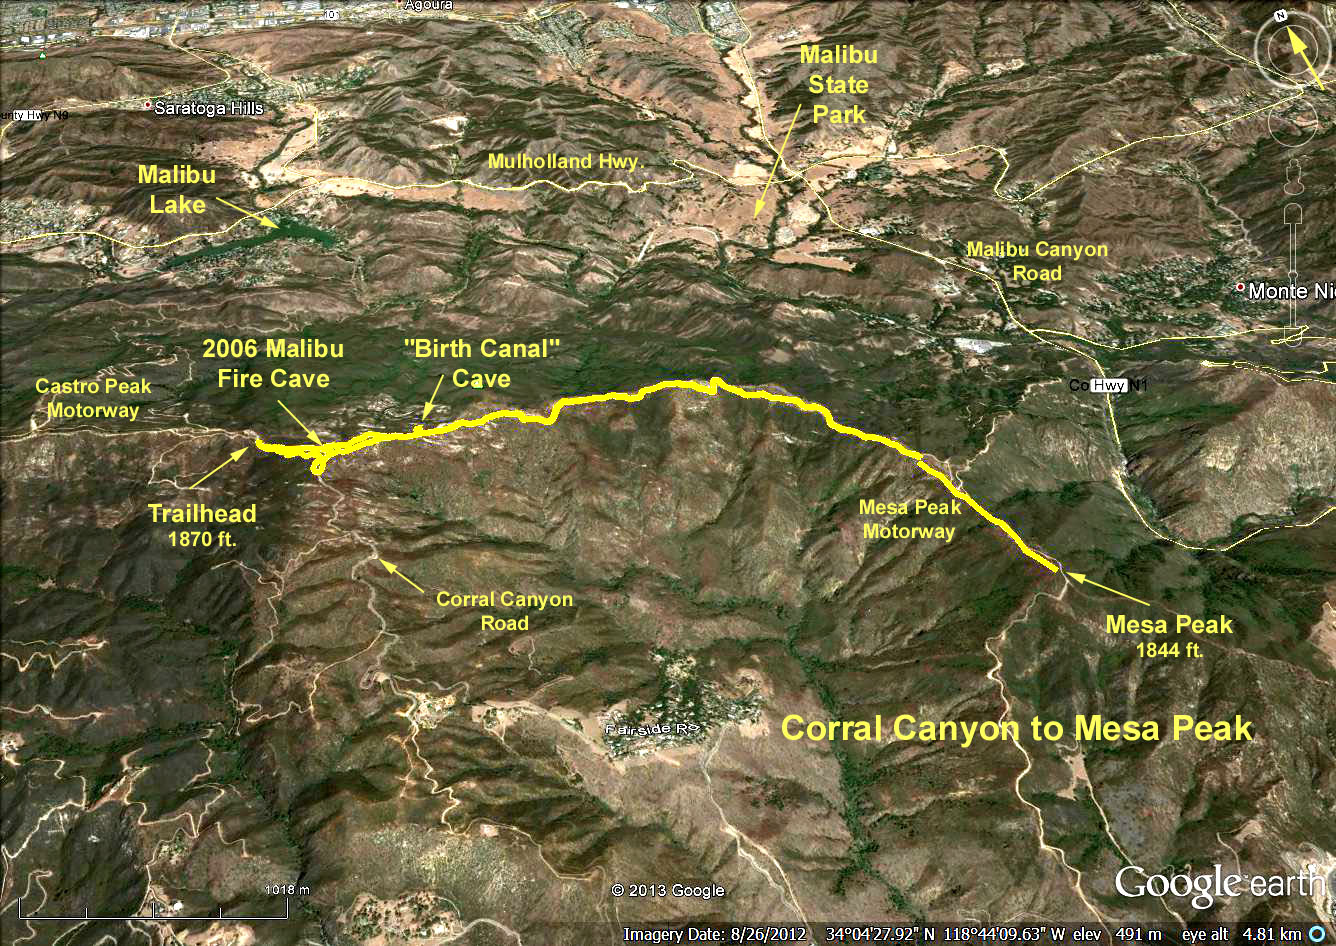 Agoura
101
N
Malibu
State
Park
Saratoga Hills
unty Hwy N9
Mulholland Hwy.
Malibu
Lake
Malibu Canyon
Road
Monte Ni
2006 Malibu
Fire Cave
"Birth Canal"
Cave
Castro Peak
Motorway
Co Hwy N1
Trailhead
1870 ft.
Mesa Peak
Motorway
Corral Canyon
Road
Mesa Peak
1844 ft.
Corral Canyon to Mesa Peak
Fairside Rd
1018 m
© 2013 Google
Google earth
Imagery Date: 8/26/2012 34°04'27.92" N 118°44'09.63" W elev 491 m eye alt 4.81 km